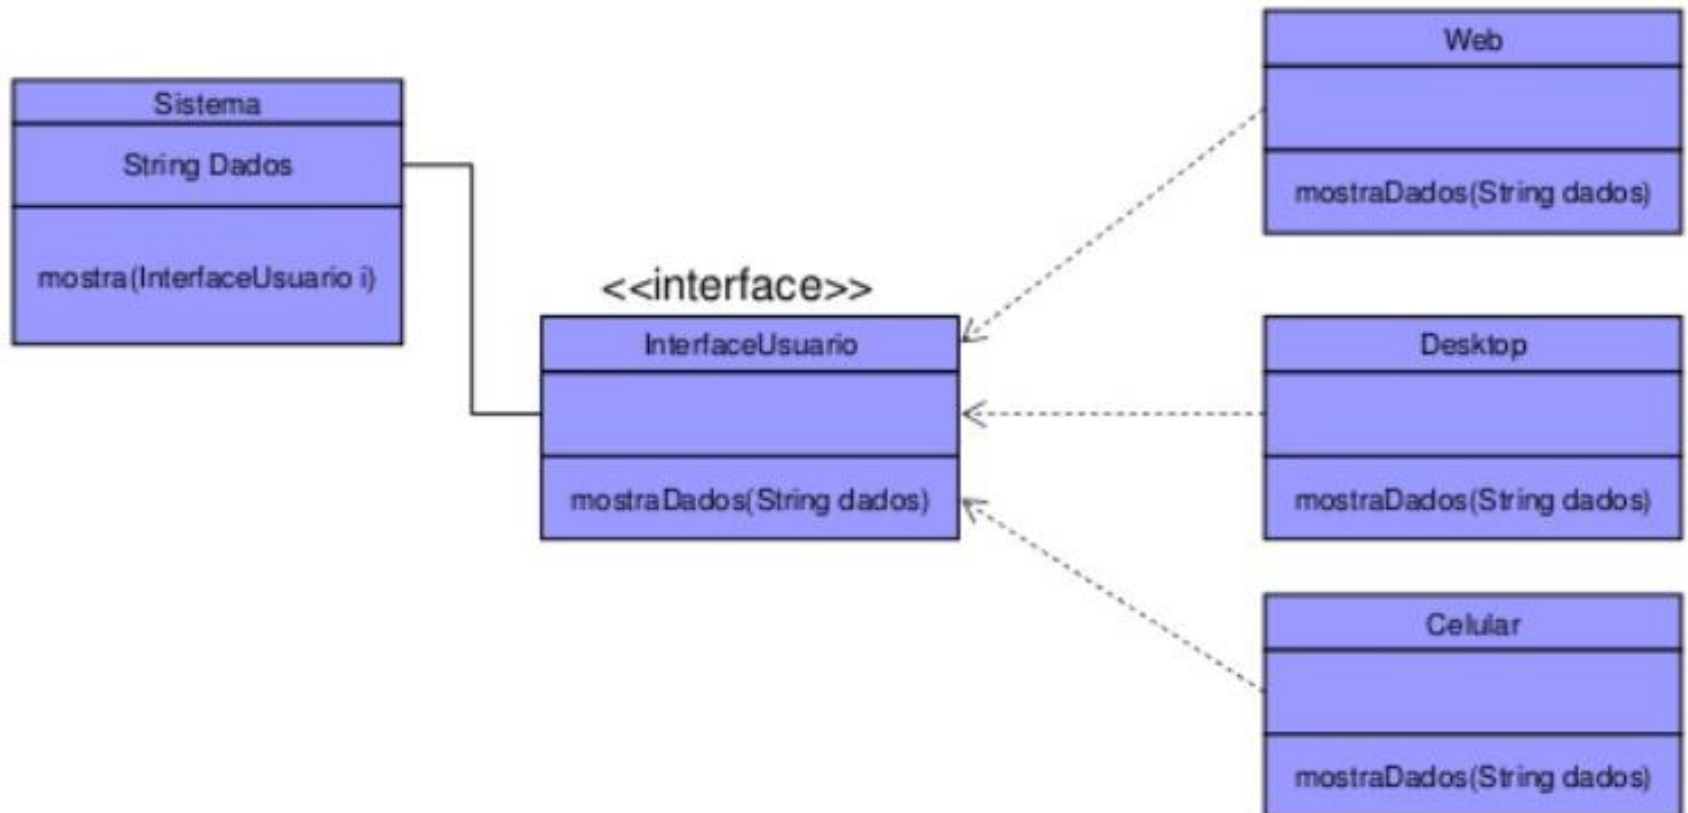 Sistema
String Dados
mostra(InterfaceUsuario i)
<<interface>>
InterfaceUsuario
mostraDados(String dados)
Web
mostraDados(String dados)
Desktop
mostraDados(String dados)
Celular
mostraDados(String dados)